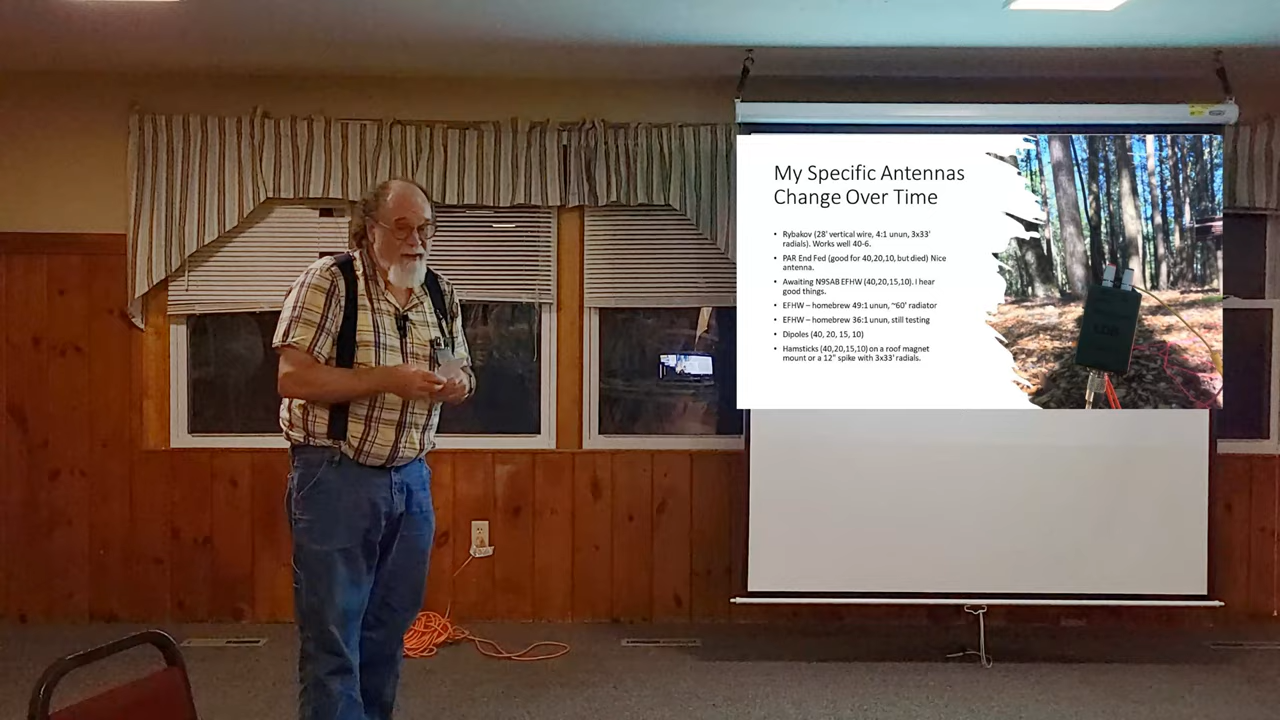 My Specific Antennas
Change Over Time
• Rybakov (28' vertical wire, 4:1 unun, 3x33'
radials). Works well 40-6.
• PAR End Fed (good for 40,20,10, but died) Nice
antenna.
• Awaiting N9SAB EFHW (40,20,15,10). I hear
good things.
• EFHW – homebrew 49:1 unun, ~60' radiator
• EFHW – homebrew 36:1 unun, still testing
• Dipoles (40, 20, 15, 10)
• Hamsticks (40,20,15,10) on a roof magnet
mount or a 12" spike with 3x33' radials.